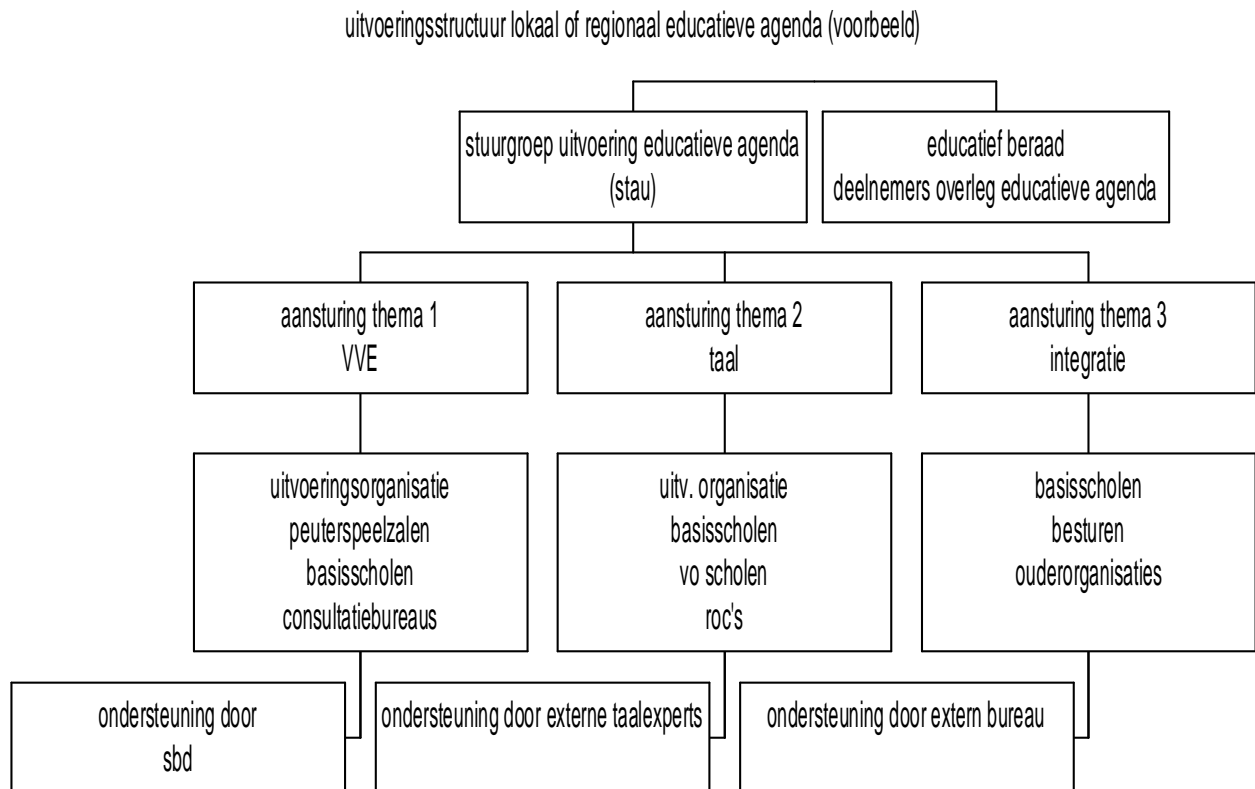 uitvoeringsstructuur lokaal of regionaal educatieve agenda (voorbeeld)
stuurgroep uitvoering educatieve agenda
(stau)
educatief beraad
deelnemers overleg educatieve agenda
aansturing thema 1
VVE
aansturing thema 2
taal
aansturing thema 3
integratie
uitvoeringsorganisatie
peuterspeelzalen
basisscholen
consultatiebureaus
uitv. organisatie
basisscholen
vo scholen
roc's
basisscholen
besturen
ouderorganisaties
ondersteuning door
sbd
ondersteuning door externe taalexperts
ondersteuning door extern bureau